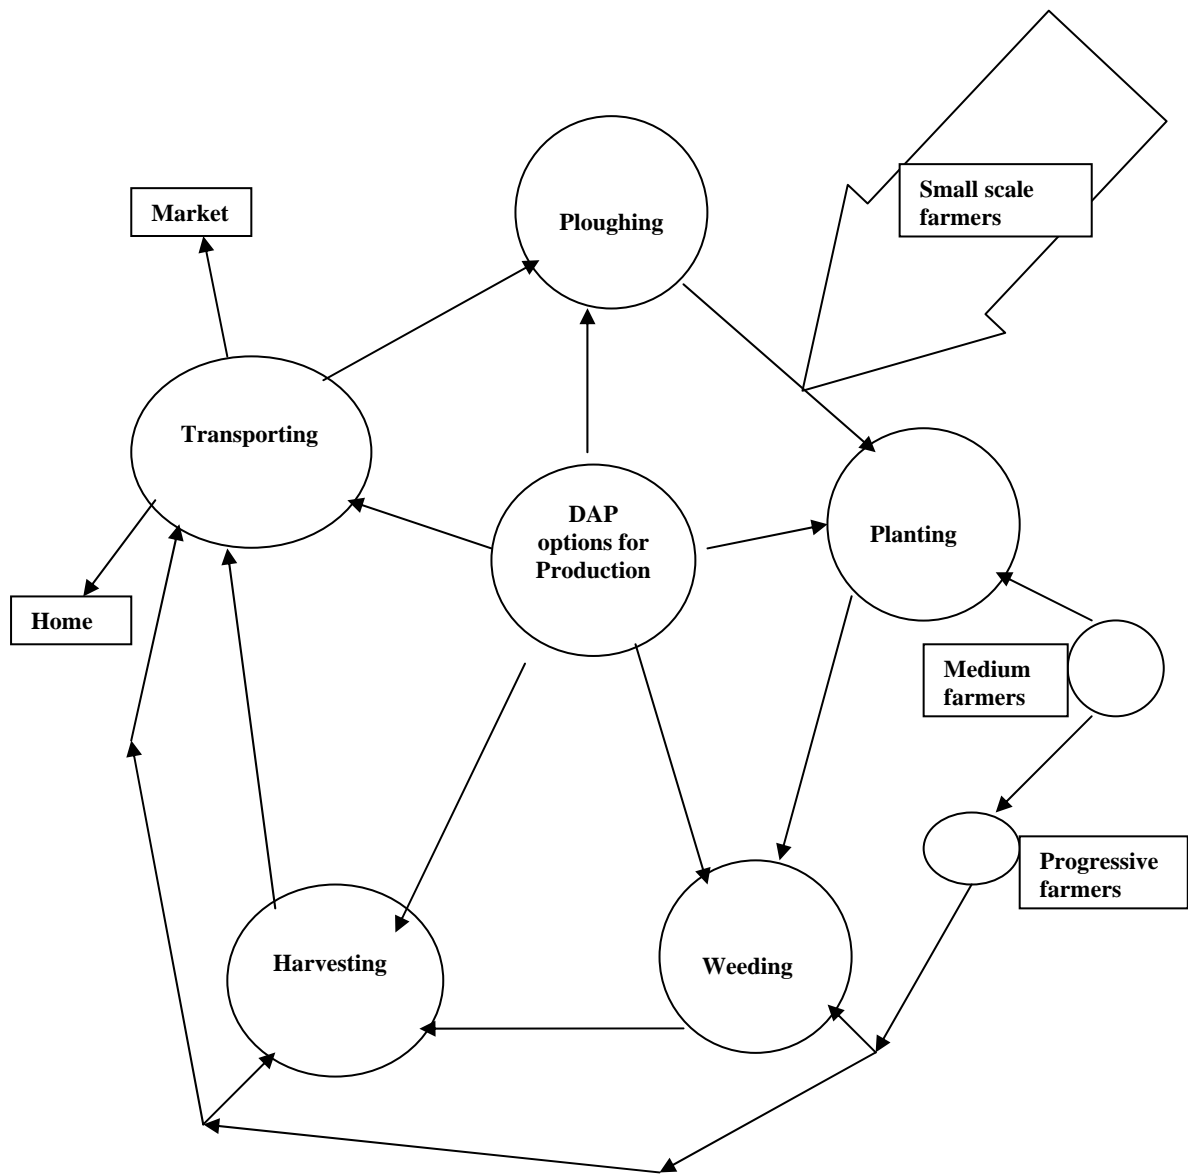 Small scale
farmers
Market
Ploughing
Transporting
DAP
options for
Production
Planting
Home
Medium
farmers
Progressive
farmers
Harvesting
Weeding